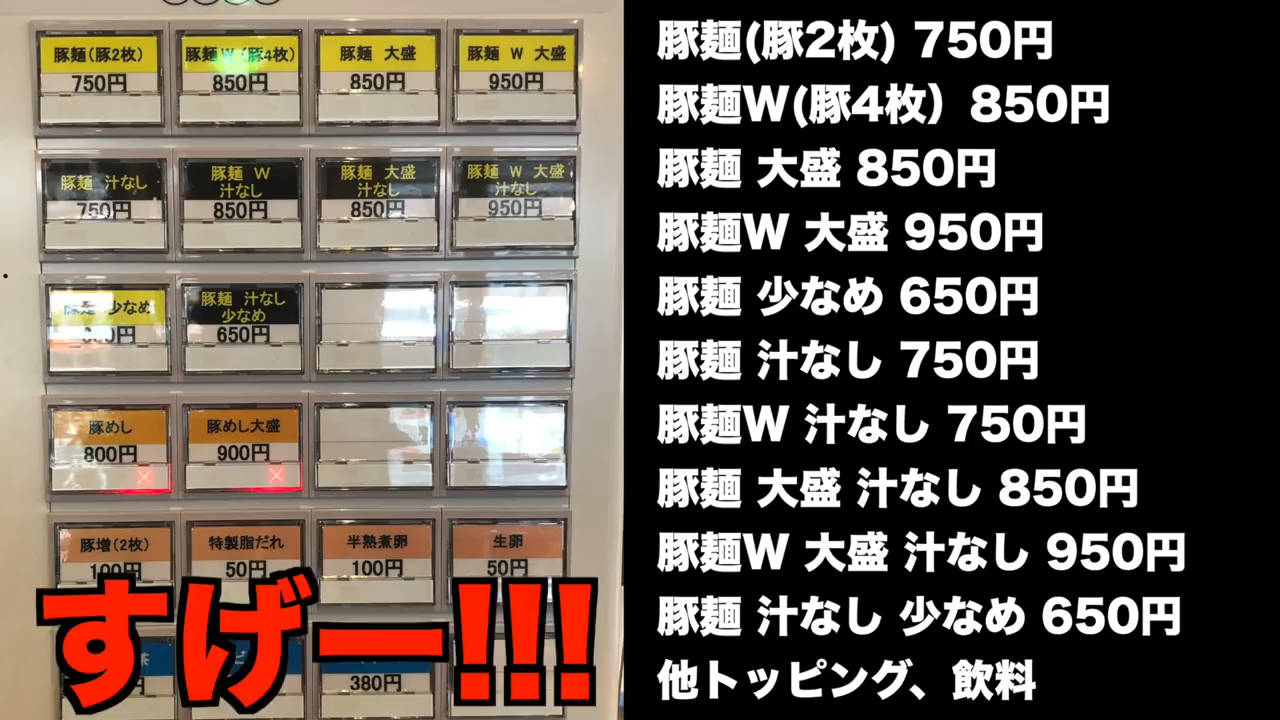 豚麺(豚2枚)
750円
豚麺W(豚4枚)
850円
豚麺 大盛
850円
豚麺 W 大盛
950円
豚麺 汁なし
750円
豚麺 W
汁なし
850円
豚麺 大盛
汁なし
850円
豚麺 W 大盛
汁なし
950円
豚麺 少なめ
豚麺 汁なし
少なめ
650円
豚めし
800円
豚めし大盛
900円
豚増(2枚)
100円
特製脂だれ
50円
半熟煮卵
100円
生卵
50円
茶
380円
すげー!!!
豚麺(豚2枚) 750円
豚麺W(豚4枚）850円
豚麺 大盛 850円
豚麺W 大盛 950円
豚麺 少なめ 650円
豚麺 汁なし 750円
豚麺W 汁なし 750円
豚麺 大盛 汁なし 850円
豚麺W 大盛 汁なし 950円
豚麺 汁なし 少なめ 650円
他トッピング、飲料